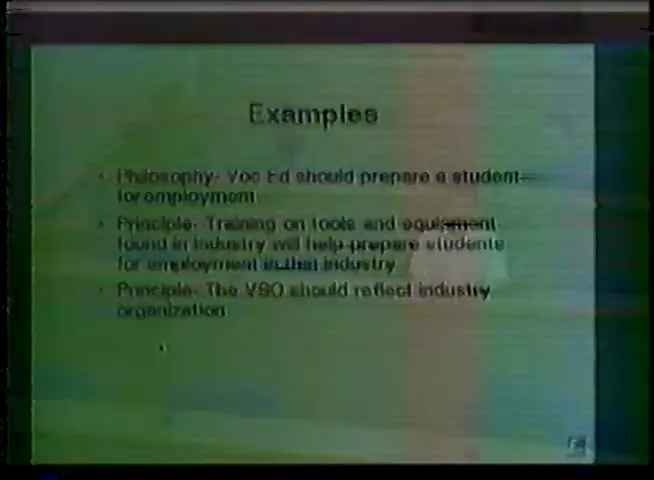 Examples
• Philosophy- Voc Ed should prepare a student
for employment
• Principle- Training on tools and equipment
found in industry will help prepare students
for employment in that industry
• Principle- The VSO should reflect industry
organization